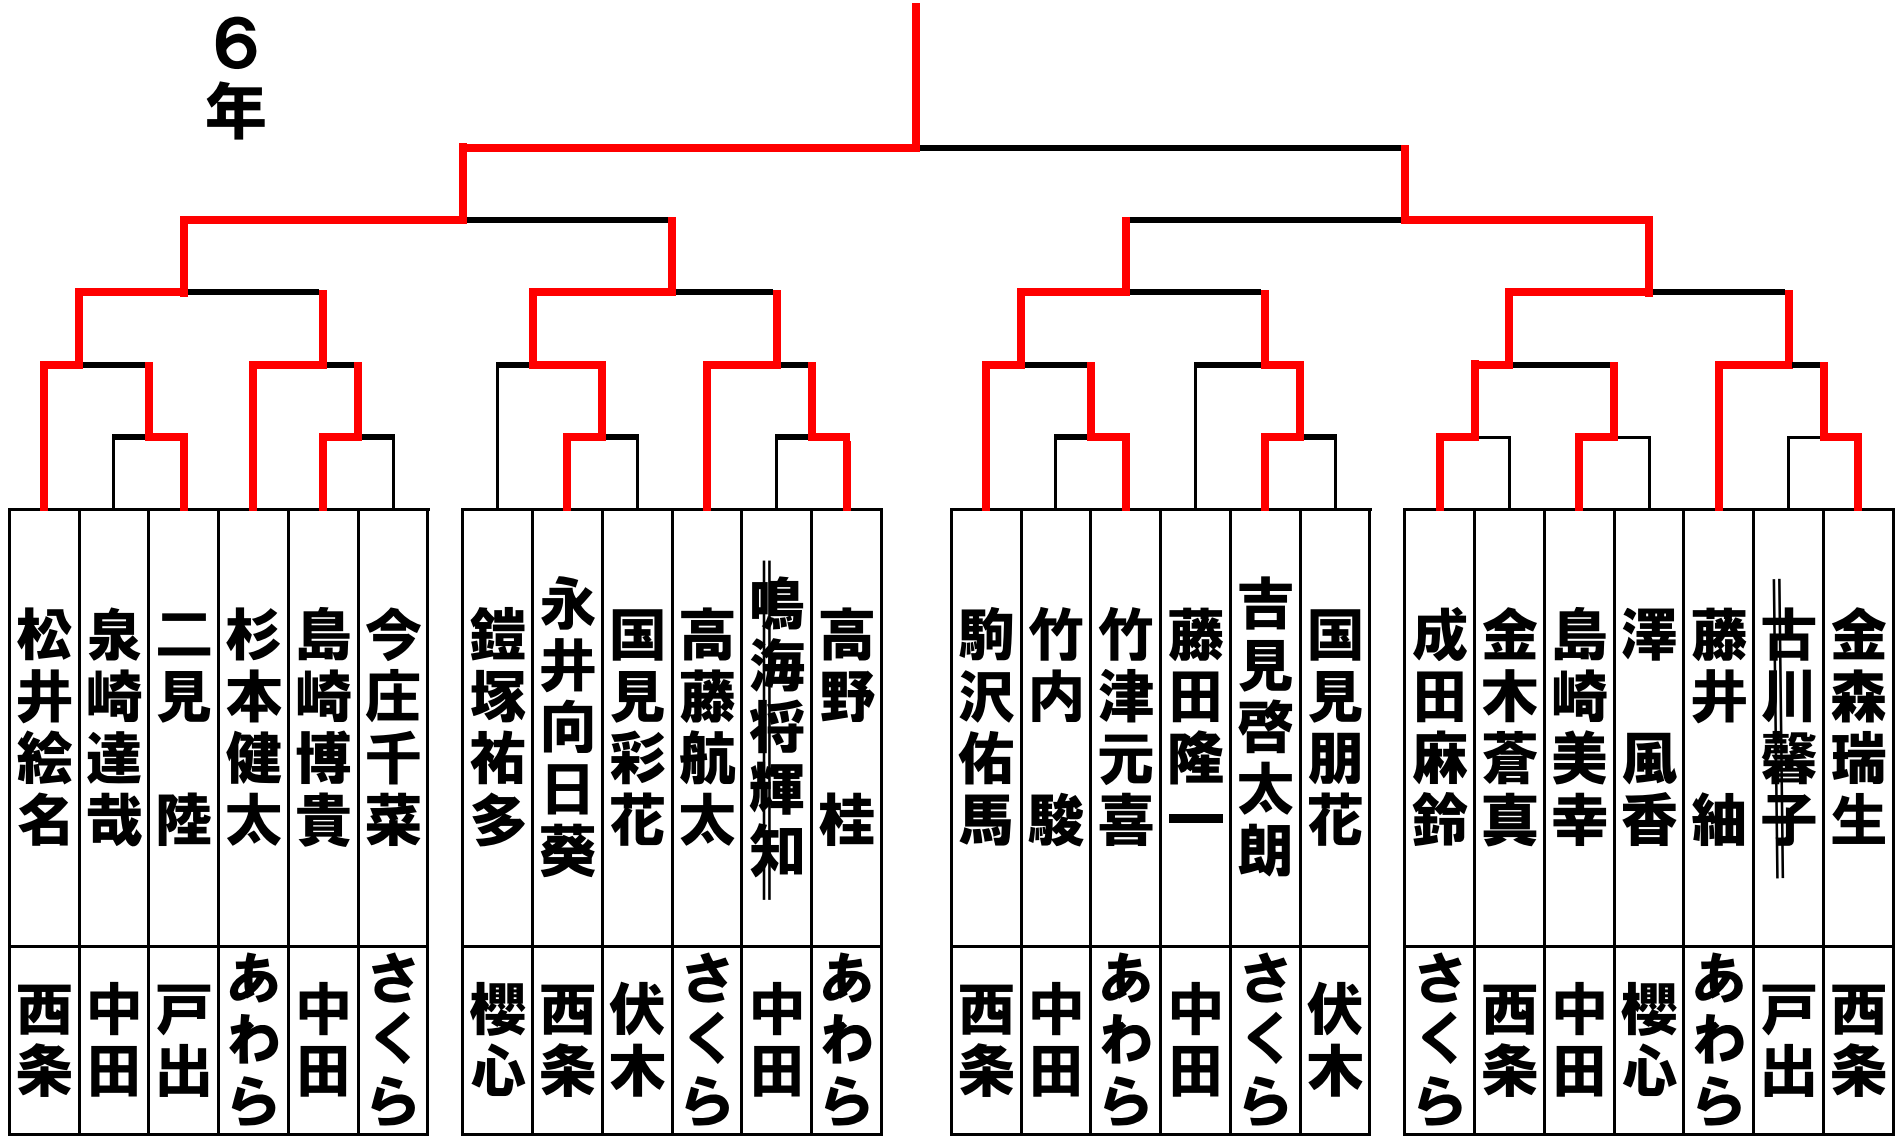 ６年
松井絵名
泉崎達哉
二見　陸
杉本健太
島崎博貴
今庄千菜
鎧塚祐多
永井向日葵
国見彩花
高藤航太
鳴海将輝知
高野　桂
駒沢佑馬
竹内　駿
竹津元喜
藤田隆一
吉見啓太朗
国見朋花
成田麻鈴
金木蒼真
島崎美幸
澤　風香
藤井　紬
古川馨子
金森瑞生
西条
中田
戸出
あわら
中田
さくら
櫻心
西条
伏木
さくら
中田
あわら
西条
中田
あわら
中田
さくら
伏木
さくら
西条
中田
櫻心
あわら
戸出
西条